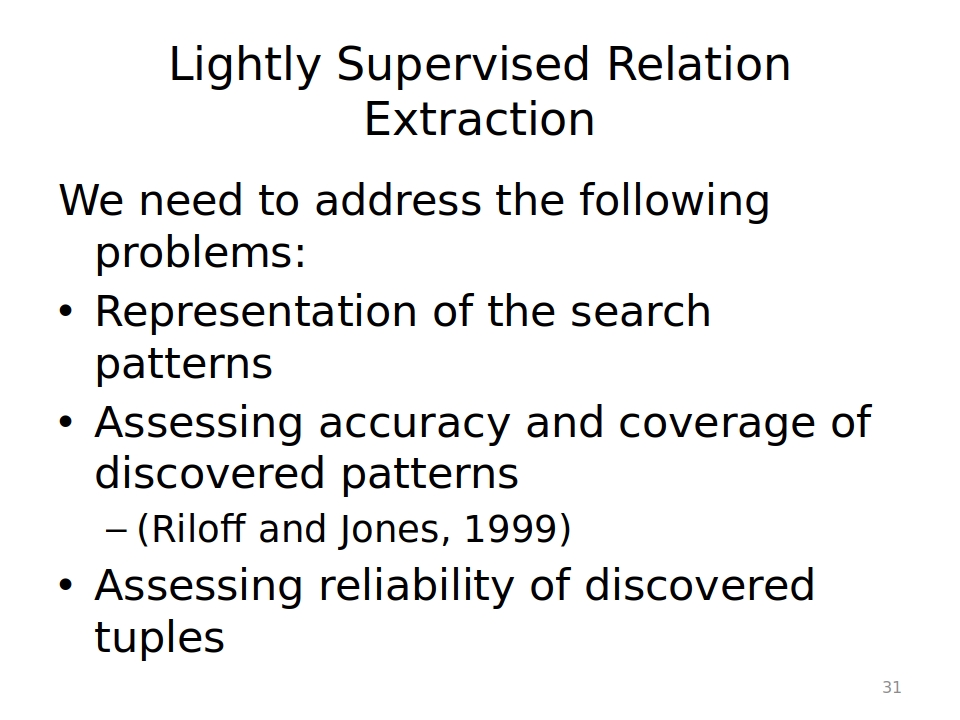 Lightly Supervised Relation
Extraction
We need to address the following
problems:
• Representation of the search
patterns
• Assessing accuracy and coverage of
discovered patterns
– (Riloff and Jones, 1999)
• Assessing reliability of discovered
tuples
31